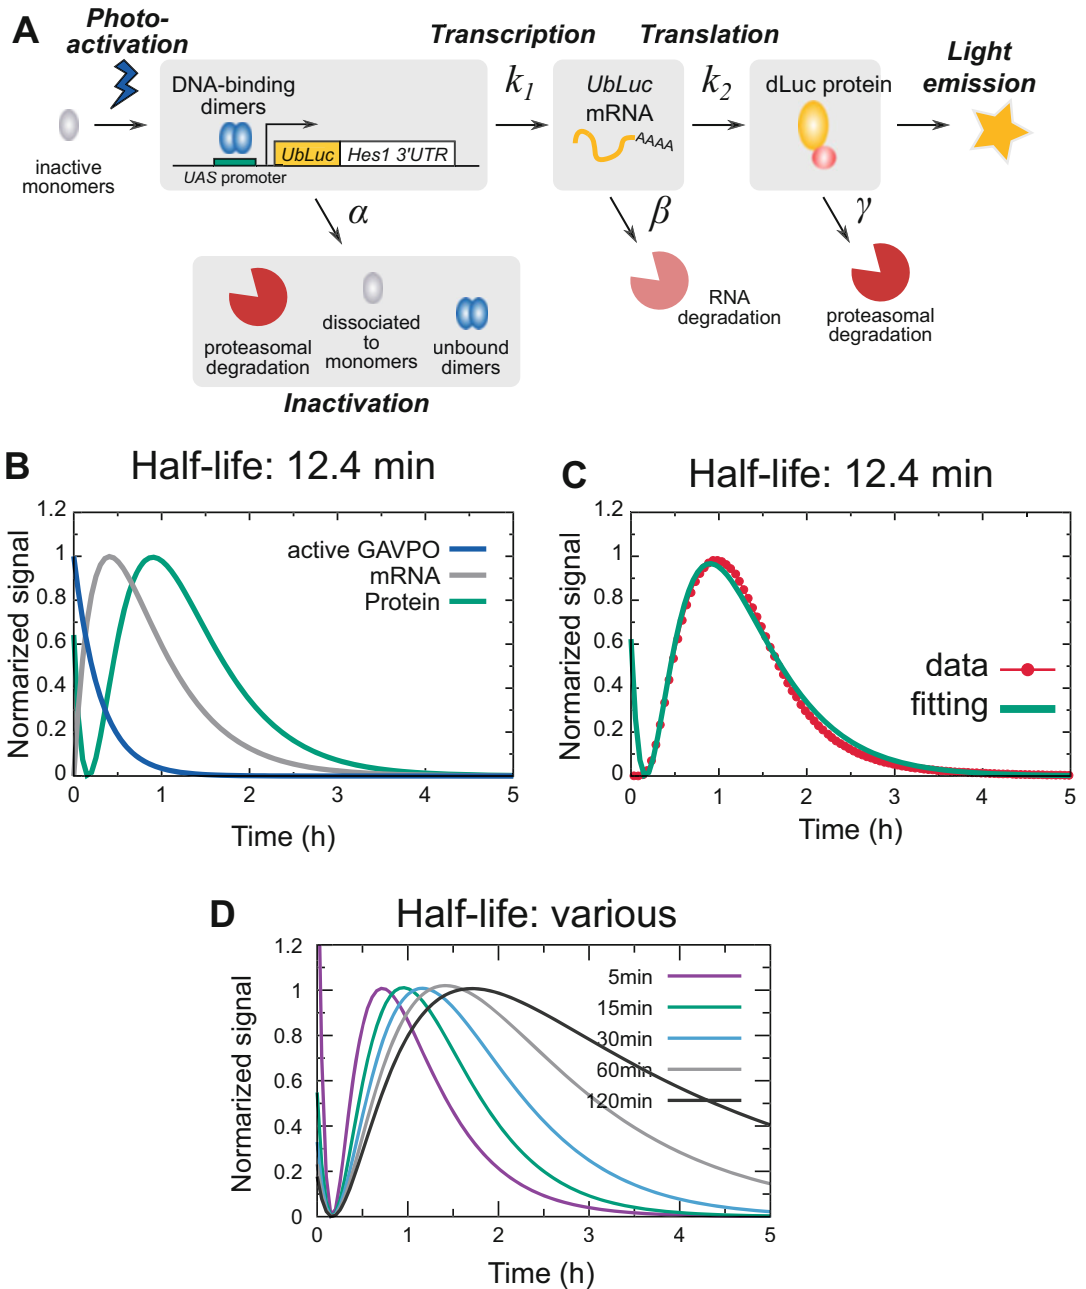 A
Photo-
activation
Transcription
Translation
Light
emission
DNA-binding
dimers
k1
UbLuc
mRNA
AAAA
k2
dLuc protein
inactive
monomers
UbLuc
Hes1 3'UTR
UAS promoter
α
β
γ
proteasomal
degradation
dissociated
to
monomers
unbound
dimers
RNA
degradation
proteasomal
degradation
Inactivation
B
Half-life: 12.4 min
Normarized signal
1.2
1
0.8
0.6
0.4
0.2
0
active GAVPO
mRNA
Protein
0
1
2
3
4
5
Time (h)
C
Half-life: 12.4 min
Normarized signal
1.2
1
0.8
0.6
0.4
0.2
0
data
fitting
0
1
2
3
4
5
Time (h)
D
Half-life: various
Normarized signal
1.2
1
0.8
0.6
0.4
0.2
0
5min
15min
30min
60min
120min
0
1
2
3
4
5
Time (h)